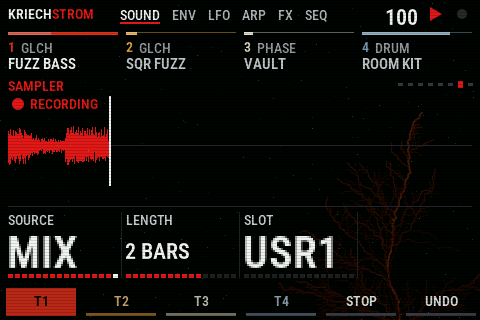 KRIECHSTROM SOUND ENV LFO ARP FX SEQ 100
1 GLCH 2 GLCH 3 PHASE 4 DRUM
FUZZ BASS SQR FUZZ VAULT ROOM KIT
SAMPLER
RECORDING
SOURCE LENGTH SLOT
MIX 2 BARS USR1
T1 T2 T3 T4 STOP UNDO